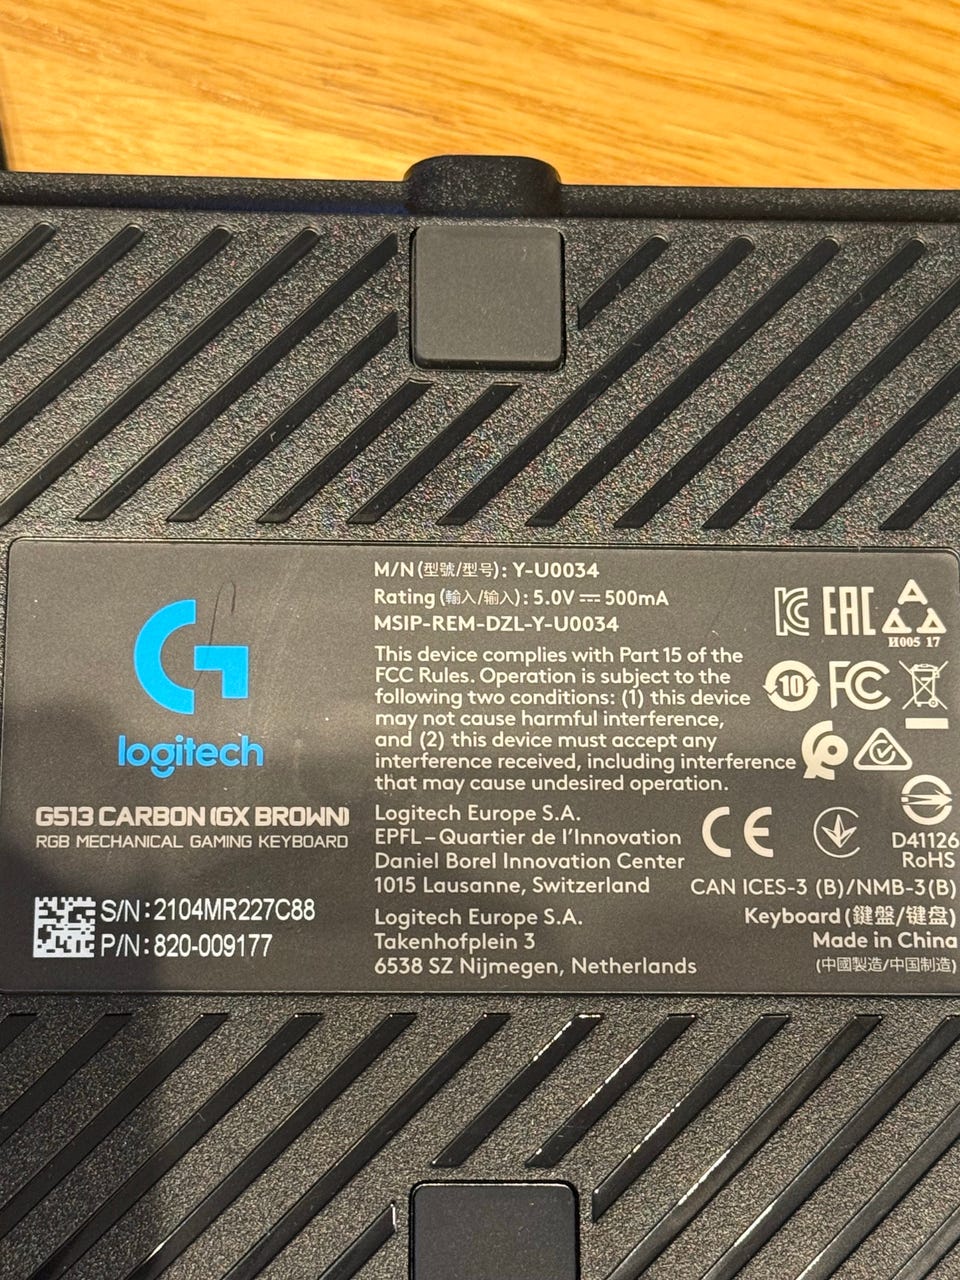 logitech
G513 CARBON (GX BROWN)
RGB MECHANICAL GAMING KEYBOARD
S/N: 2104MR227C88
P/N: 820-009177
M/N (型號/型号): Y-U0034
Rating (輸入/输入): 5.0V ⎓ 500mA
MSIP-REM-DZL-Y-U0034
This device complies with Part 15 of the
FCC Rules. Operation is subject to the
following two conditions: (1) this device
may not cause harmful interference,
and (2) this device must accept any
interference received, including interference
that may cause undesired operation.
Logitech Europe S.A.
EPFL – Quartier de l'Innovation
Daniel Borel Innovation Center
1015 Lausanne, Switzerland
Logitech Europe S.A.
Takenhofplein 3
6538 SZ Nijmegen, Netherlands
EAC
H005 17
10
FC
CE
D41126
RoHS
CAN ICES-3 (B)/NMB-3(B)
Keyboard (鍵盤/键盘)
Made in China
(中國製造/中国制造)